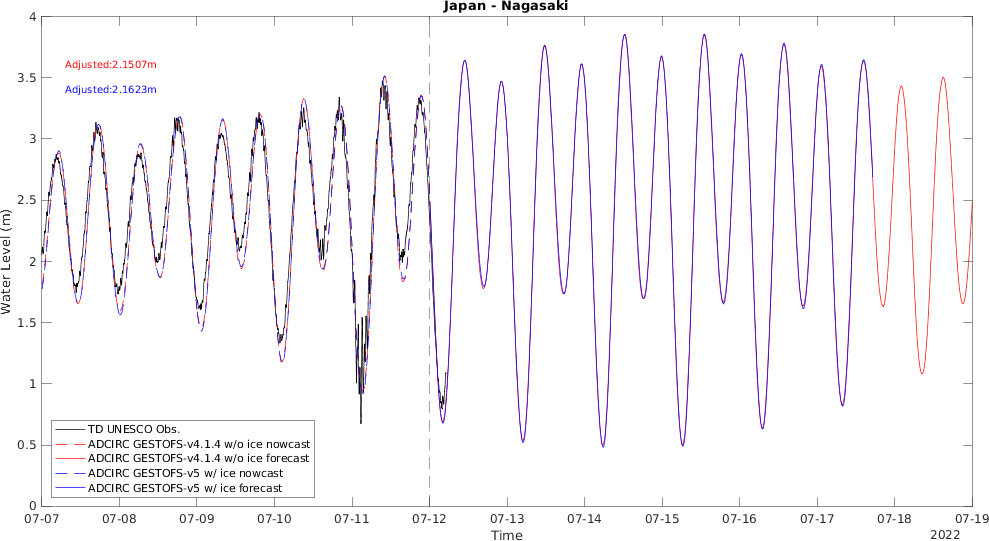 Japan - Nagasaki
4
3.5
3
2.5
2
1.5
1
0.5
0
Water Level (m)
Adjusted:2.1507m
Adjusted:2.1623m
TD UNESCO Obs.
ADCIRC GESTOFS-v4.1.4 w/o ice nowcast
ADCIRC GESTOFS-v4.1.4 w/o ice forecast
ADCIRC GESTOFS-v5 w/ ice nowcast
ADCIRC GESTOFS-v5 w/ ice forecast
07-07 07-08 07-09 07-10 07-11 07-12 07-13 07-14 07-15 07-16 07-17 07-18 07-19
Time
2022